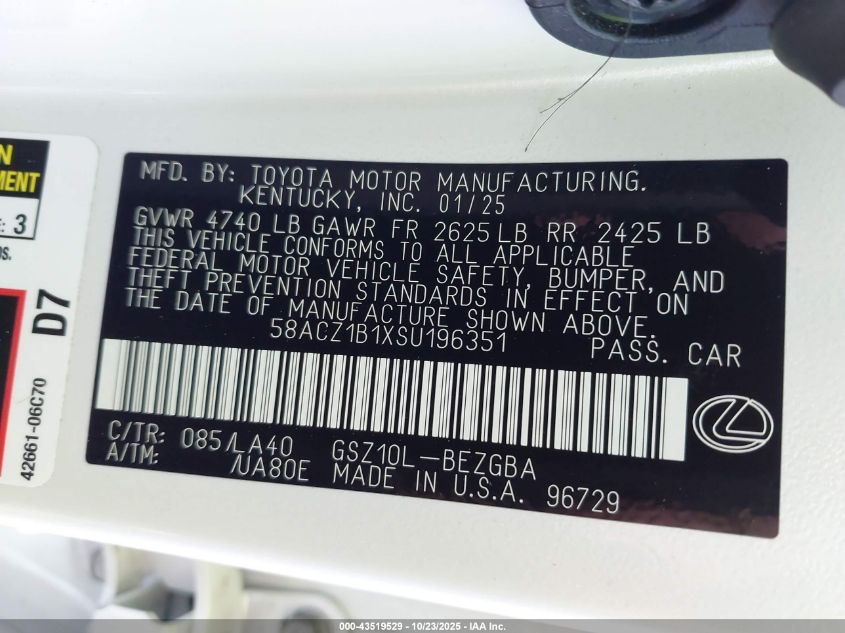 N
MENT
: 3
OS.
D7
42661-06C70
MFD. BY: TOYOTA MOTOR MANUFACTURING.
KENTUCKY, INC. 01/25
GVWR 4740 LB GAWR FR 2625 LB RR 2425 LB
THIS VEHICLE CONFORMS TO ALL APPLICABLE
FEDERAL MOTOR VEHICLE SAFETY, BUMPER, AND
THEFT PREVENTION STANDARDS IN EFFECT ON
THE DATE OF MANUFACTURE SHOWN ABOVE.
58ACZ1B1XSU196351 PASS. CAR
C/TR: 085/LA40 GSZ10L-BEZGBA
A/TM: /UA80E MADE IN U.S.A. 96729
000-43519529 - 10/23/2025 - IAA Inc.